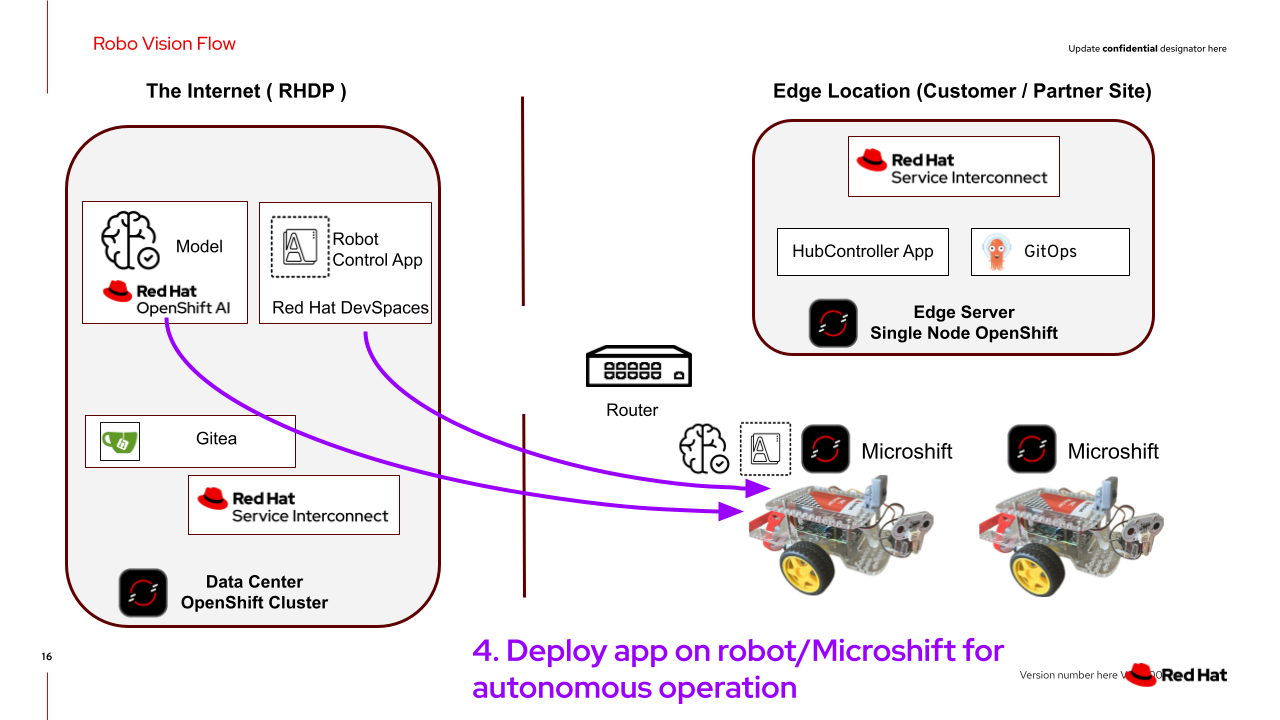 Robo Vision Flow
Update confidential designator here
The Internet ( RHDP )
Edge Location (Customer / Partner Site)
Red Hat
Service Interconnect
Model
Red Hat
OpenShift AI
Robot
Control App
Red Hat DevSpaces
HubController App
GitOps
Edge Server
Single Node OpenShift
Router
Gitea
Red Hat
Service Interconnect
Microshift
Microshift
Data Center
OpenShift Cluster
4. Deploy app on robot/Microshift for
autonomous operation
16
Version number here
Red Hat